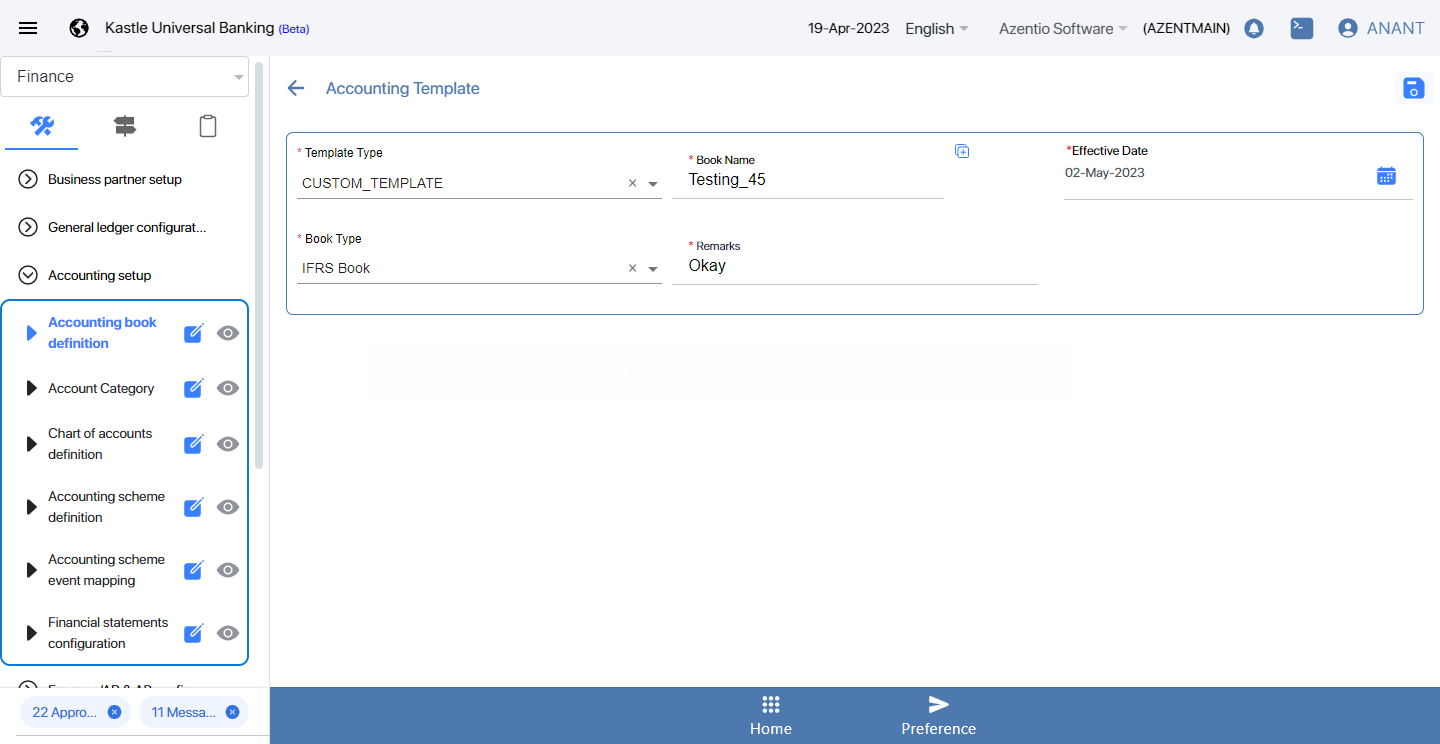 Kastle Universal Banking (Beta)
19-Apr-2023
English
Azentio Software
(AZENTMAIN)
ANANT
Finance
Business partner setup
General ledger configurat...
Accounting setup
Accounting book
definition
Account Category
Chart of accounts
definition
Accounting scheme
definition
Accounting scheme
event mapping
Financial statements
configuration
22 Appro...
11 Messa...
Accounting Template
* Template Type
CUSTOM_TEMPLATE
* Book Name
Testing_45
*Effective Date
02-May-2023
* Book Type
IFRS Book
* Remarks
Okay
Home
Preference